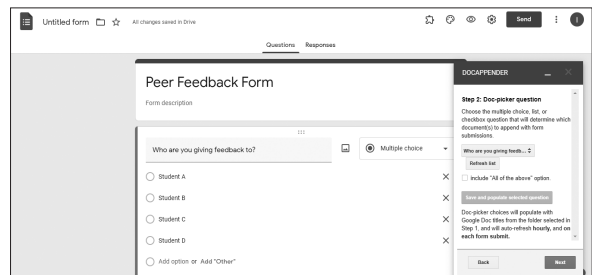 Untitled form
All changes saved in Drive
Send
I
Questions Responses
Peer Feedback Form
Form description
Who are you giving feedback to?
Multiple choice
Student A
Student B
Student C
Student D
Add option or Add "Other"
DOCAPPENDER
Step 2: Doc-picker question
Choose the multiple choice, list, or
checkbox question that will determine which
document(s) to append with form
submissions.
Who are you giving feedb...
Refresh list
include "All of the above" option.
Save and populate selected question
Doc-picker choices will populate with
Google Doc titles from the folder selected in
Step 1, and will auto-refresh hourly, and on
each form submit.
Back
Next